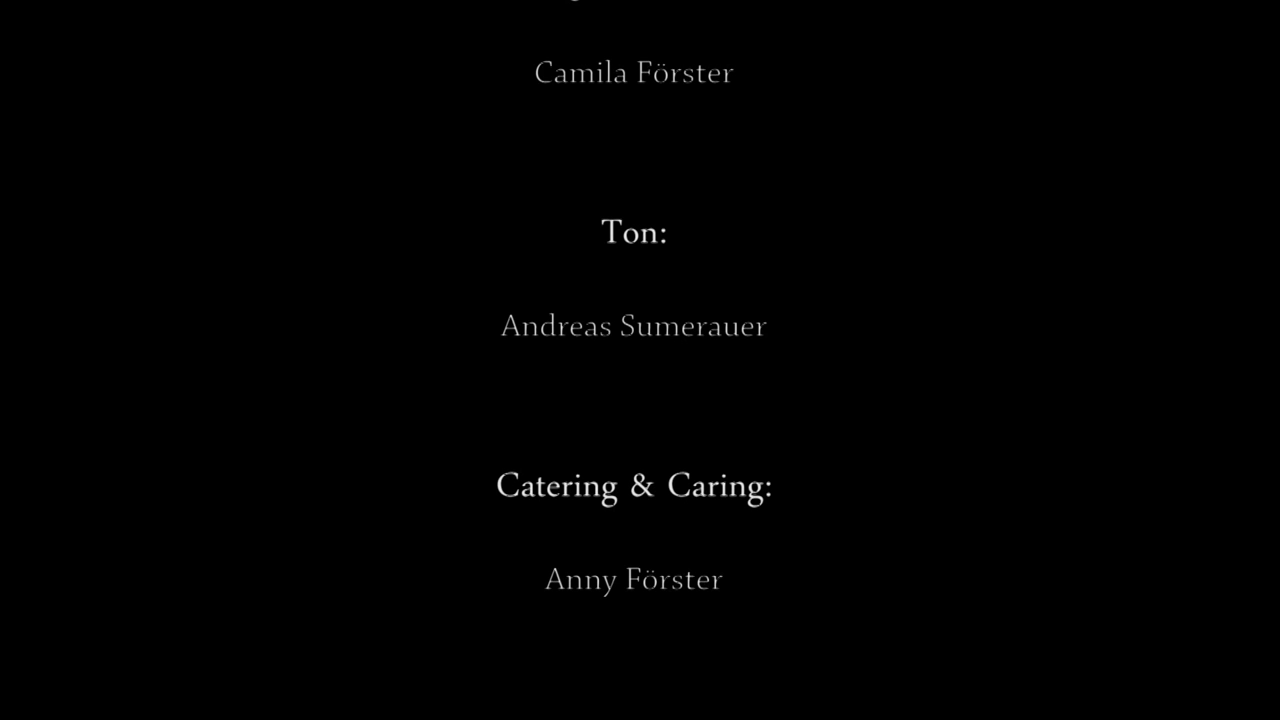 Camila Förster
Ton:
Andreas Sumerauer
Catering & Caring:
Anny Förster